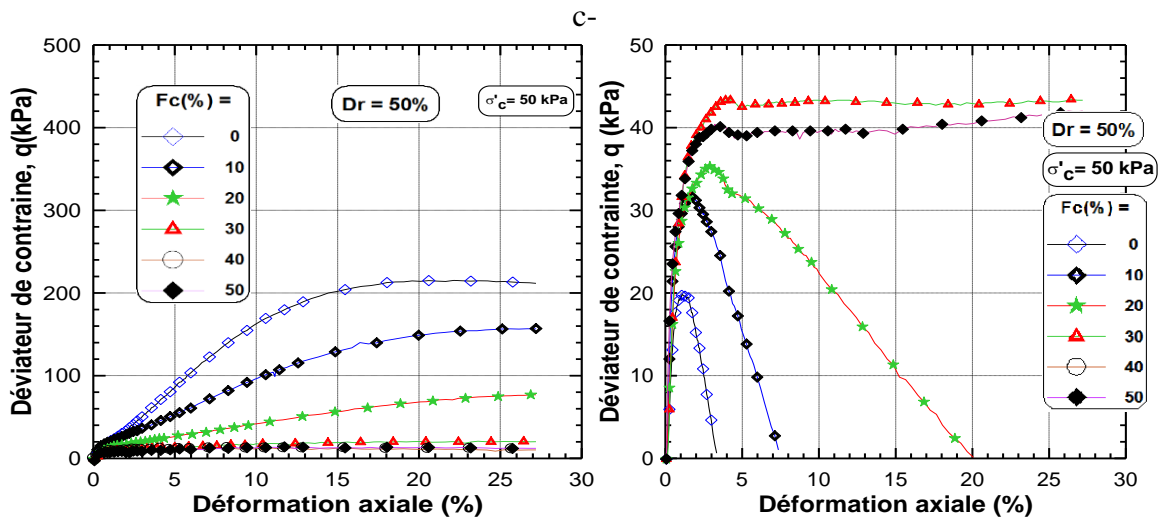 c-
500
400
300
200
100
0
Déviateur de contraine, q(kPa)
Fc(%) =
0
10
20
30
40
50
Dr = 50%
σ'c= 50 kPa
0 5 10 15 20 25 30
Déformation axiale (%)
50
40
30
20
10
0
Déviateur de contrainte, q (kPa)
Dr = 50%
σ'c= 50 kPa
Fc(%) =
0
10
20
30
40
50
0 5 10 15 20 25 30
Déformation axiale (%)